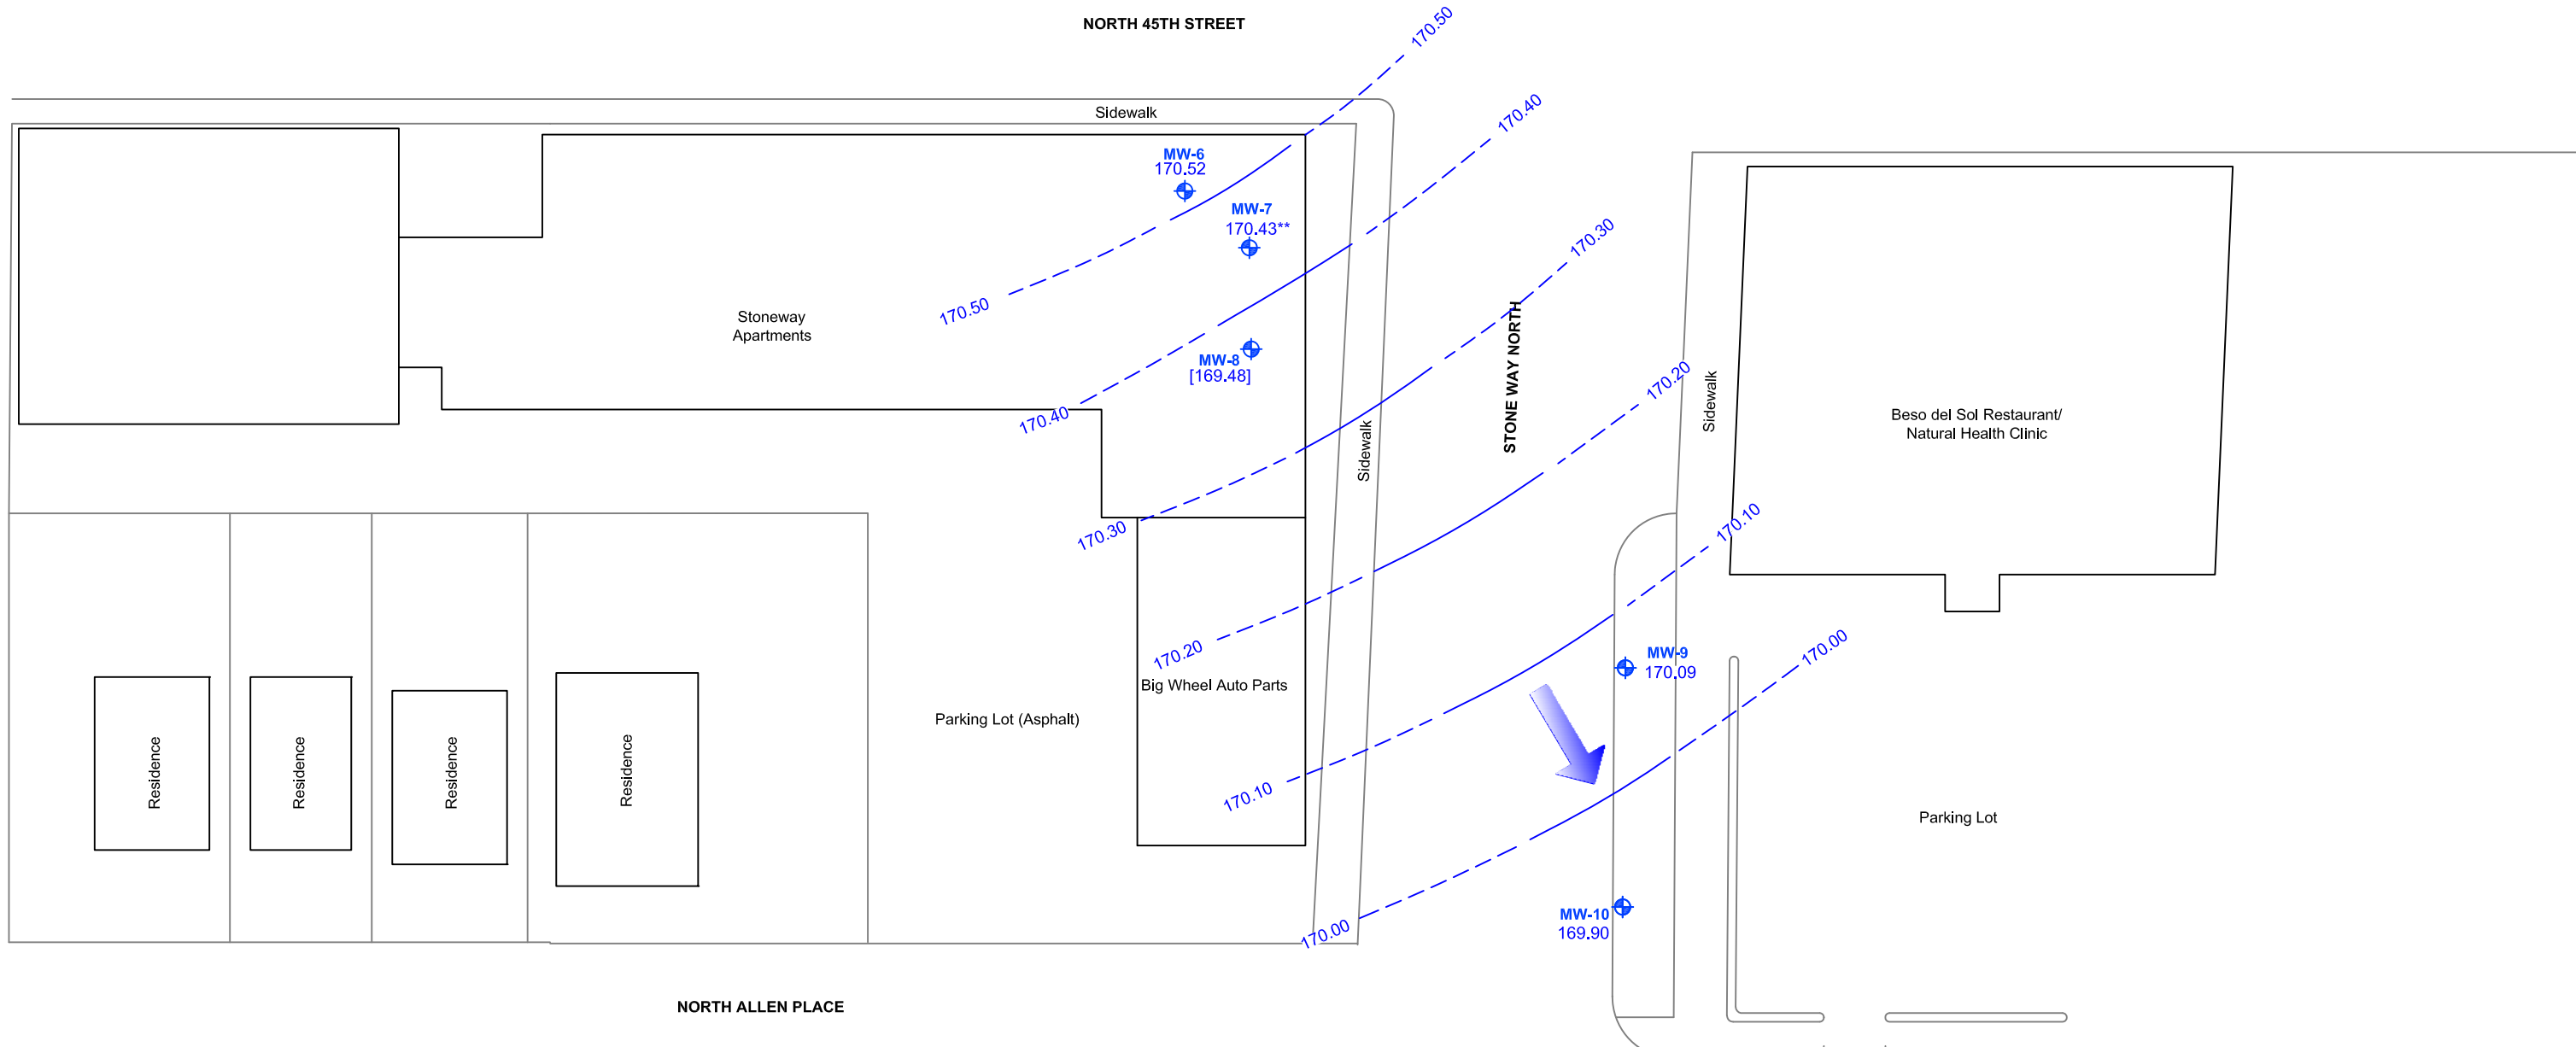 NORTH 45TH STREET
170.50
Sidewalk
170.40
MW-6
170.52
MW-7
170.43**
170.30
170.50
Stoneway
Apartments
MW-8
[169.48]
STONE WAY NORTH
170.20
Sidewalk
Beso del Sol Restaurant/
Natural Health Clinic
170.40
Sidewalk
170.30
170.10
170.20
MW-9
170.09
170.00
Big Wheel Auto Parts
Parking Lot (Asphalt)
Residence
Residence
Residence
Residence
170.10
Parking Lot
MW-10
169.90
170.00
NORTH ALLEN PLACE